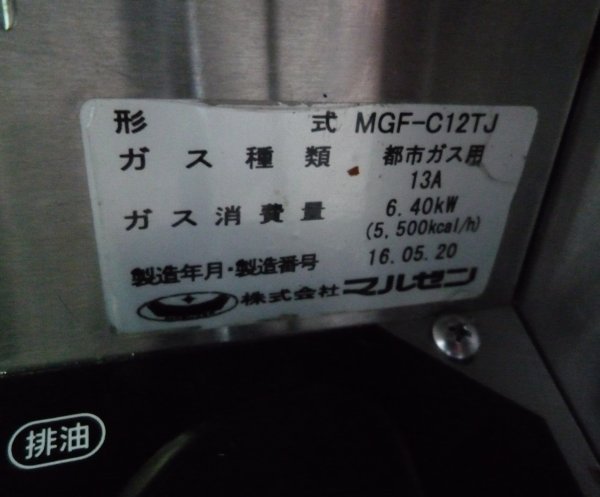 形式 MGF-C12TJ
ガス種類 都市ガス用
13A
ガス消費量 6.40kW
(5,500kcal/h)
製造年月・製造番号 16.05.20
株式会社マルゼン
排油